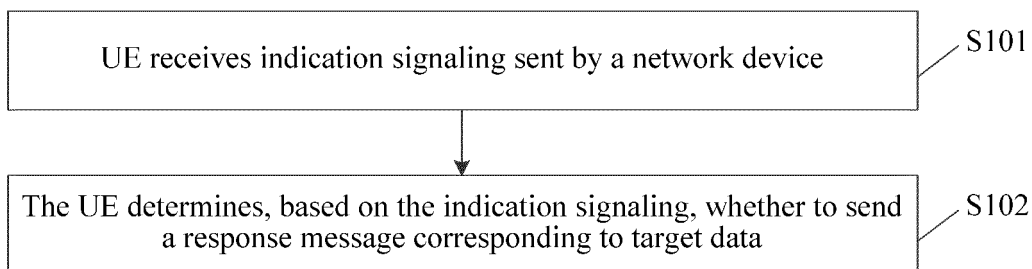 UE receives indication signaling sent by a network device
S101
The UE determines, based on the indication signaling, whether to send
a response message corresponding to target data
S102